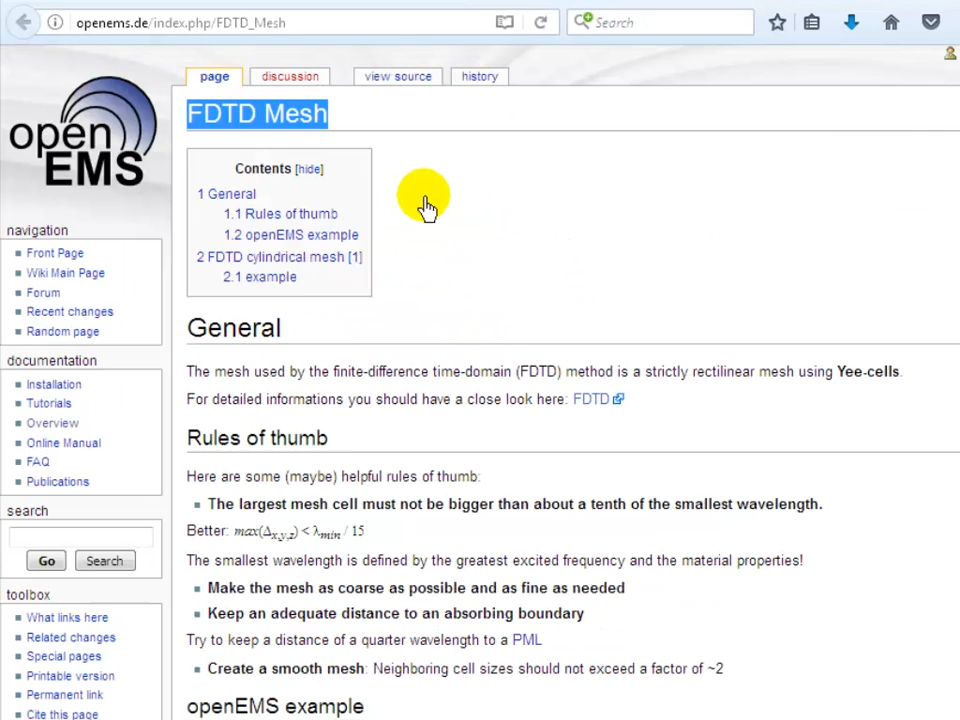 openems.de/index.php/FDTD_Mesh
Search
page
discussion
view source
history
open
EMS
FDTD Mesh
Contents [hide]
1 General
1.1 Rules of thumb
1.2 openEMS example
2 FDTD cylindrical mesh [1]
2.1 example
navigation
Front Page
Wiki Main Page
Forum
Recent changes
Random page
documentation
Installation
Tutorials
Overview
Online Manual
FAQ
Publications
search
Go
Search
toolbox
What links here
Related changes
Special pages
Printable version
Permanent link
Cite this page
General
The mesh used by the finite-difference time-domain (FDTD) method is a strictly rectilinear mesh using Yee-cells.
For detailed informations you should have a close look here: FDTD
Rules of thumb
Here are some (maybe) helpful rules of thumb:
The largest mesh cell must not be bigger than about a tenth of the smallest wavelength.
Better: max(Δx,y,z) < λmin / 15
The smallest wavelength is defined by the greatest excited frequency and the material properties!
Make the mesh as coarse as possible and as fine as needed
Keep an adequate distance to an absorbing boundary
Try to keep a distance of a quarter wavelength to a PML
Create a smooth mesh: Neighboring cell sizes should not exceed a factor of ~2
openEMS example